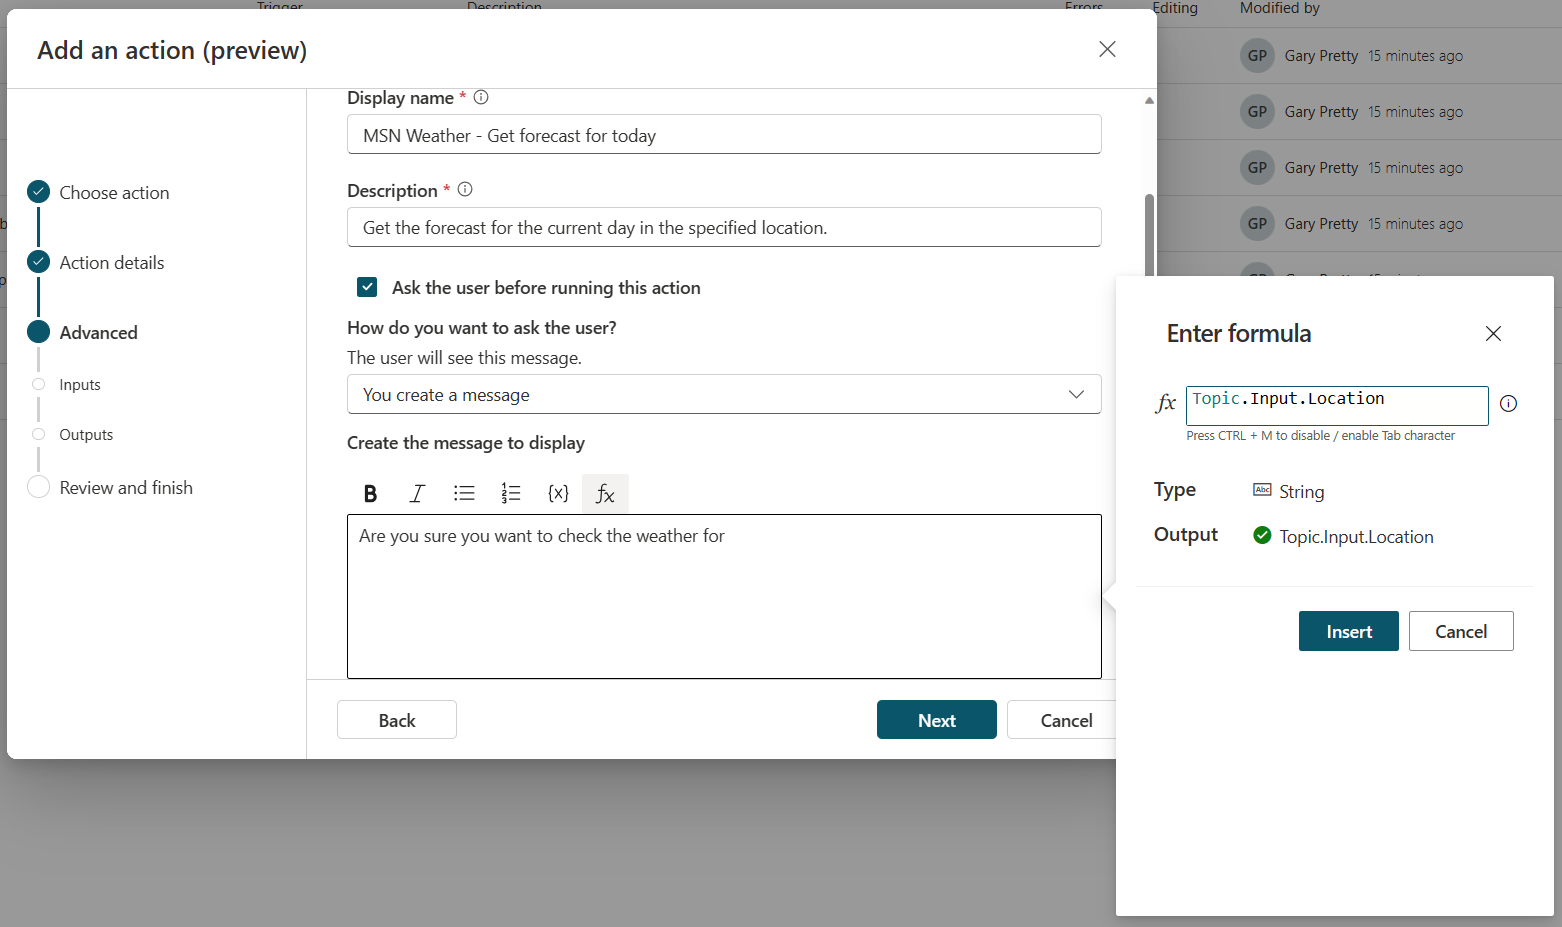 Trigger Description Errors Editing Modified by
Add an action (preview)
GP Gary Pretty 15 minutes ago
GP Gary Pretty 15 minutes ago
GP Gary Pretty 15 minutes ago
GP Gary Pretty 15 minutes ago
Choose action
Action details
Advanced
Inputs
Outputs
Review and finish
Display name *
MSN Weather - Get forecast for today
Description *
Get the forecast for the current day in the specified location.
Ask the user before running this action
How do you want to ask the user?
The user will see this message.
You create a message
Create the message to display
B I {x} fx
Are you sure you want to check the weather for
Back Next Cancel
Enter formula
fx Topic.Input.Location
Press CTRL + M to disable / enable Tab character
Type Abc String
Output Topic.Input.Location
Insert Cancel